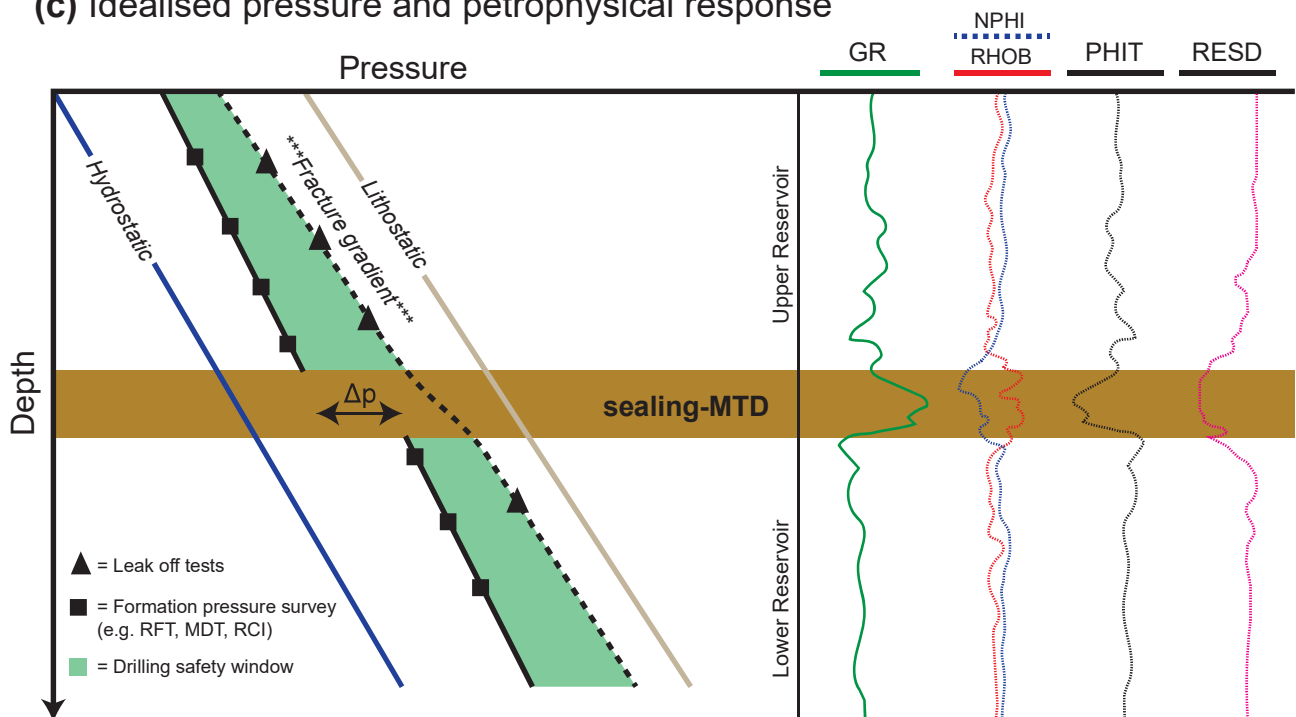 (c) Idealised pressure and petrophysical response
Pressure
GR
NPHI
RHOB
PHIT
RESD
Depth
Hydrostatic
***Fracture gradient***
Lithostatic
Upper Reservoir
Δp
sealing-MTD
Lower Reservoir
= Leak off tests
= Formation pressure survey
(e.g. RFT, MDT, RCI)
= Drilling safety window